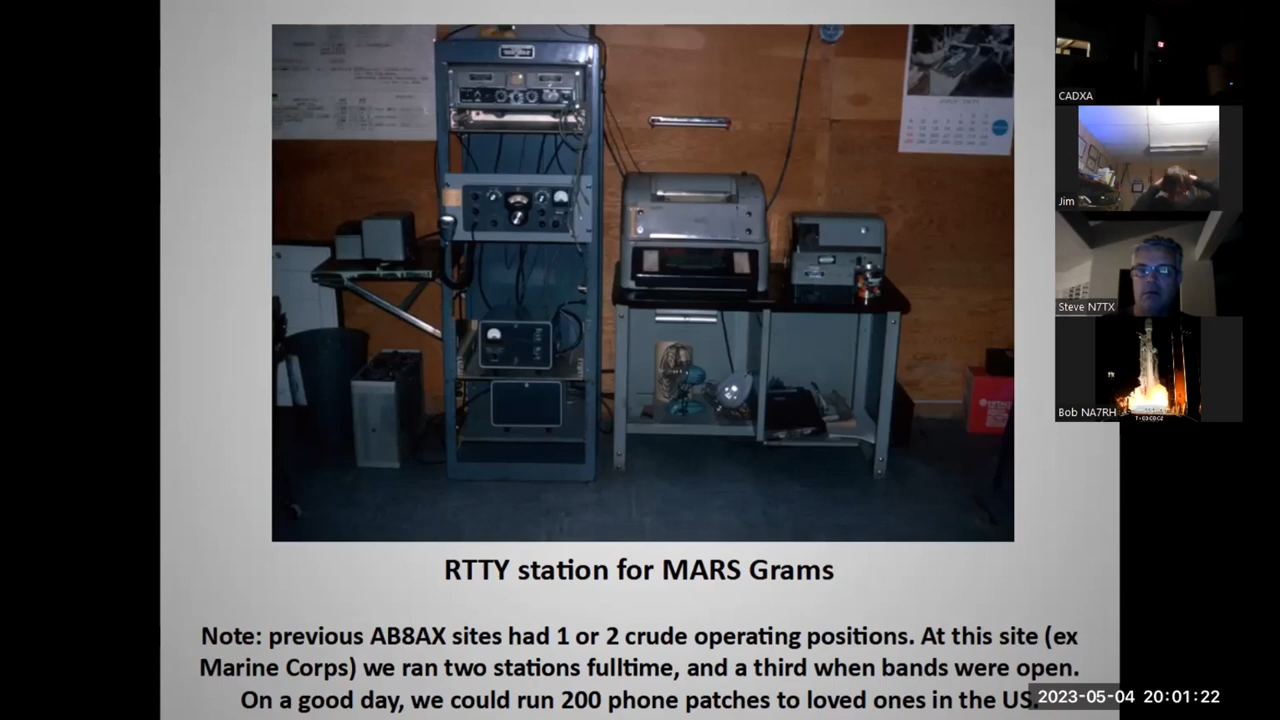 CADXA
Jim
Steve N7TX
Bob NA7RH
RTTY station for MARS Grams
Note: previous AB8AX sites had 1 or 2 crude operating positions. At this site (ex
Marine Corps) we ran two stations fulltime, and a third when bands were open.
On a good day, we could run 200 phone patches to loved ones in the US.
2023-05-04 20:01:22